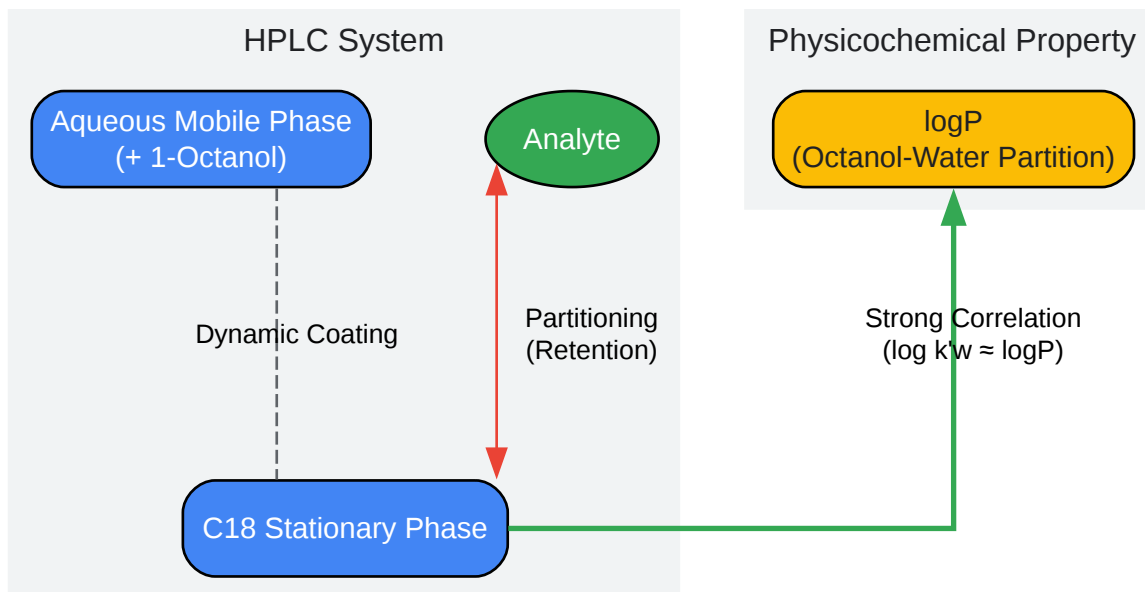 HPLC System
Physicochemical Property
Aqueous Mobile Phase
(+ 1-Octanol)
Analyte
logP
(Octanol-Water Partition)
Dynamic Coating
Partitioning
(Retention)
Strong Correlation
(log k'w ≈ logP)
C18 Stationary Phase